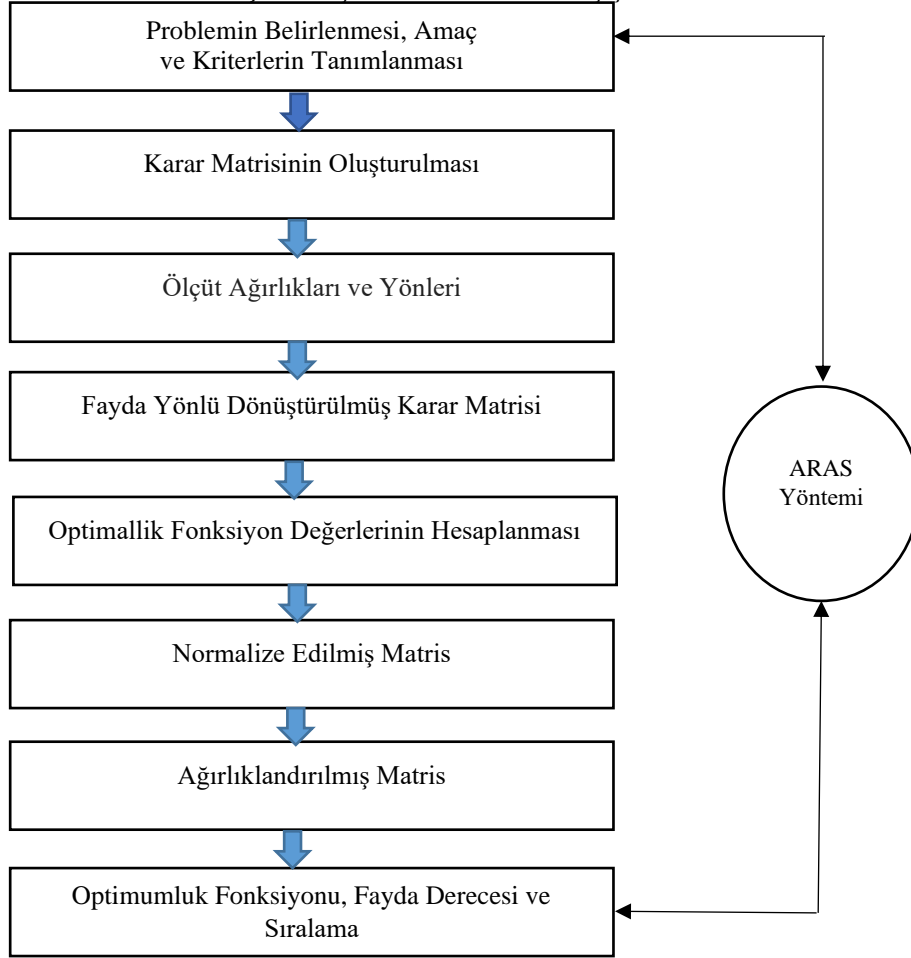 Problemin Belirlenmesi, Amaç
ve Kriterlerin Tanımlanması
Karar Matrisinin Oluşturulması
Ölçüt Ağırlıkları ve Yönleri
Fayda Yönlü Dönüştürülmüş Karar Matrisi
ARAS
Yöntemi
Optimallik Fonksiyon Değerlerinin Hesaplanması
Normalize Edilmiş Matris
Ağırlıklandırılmış Matris
Optimumluk Fonksiyonu, Fayda Derecesi ve
Sıralama